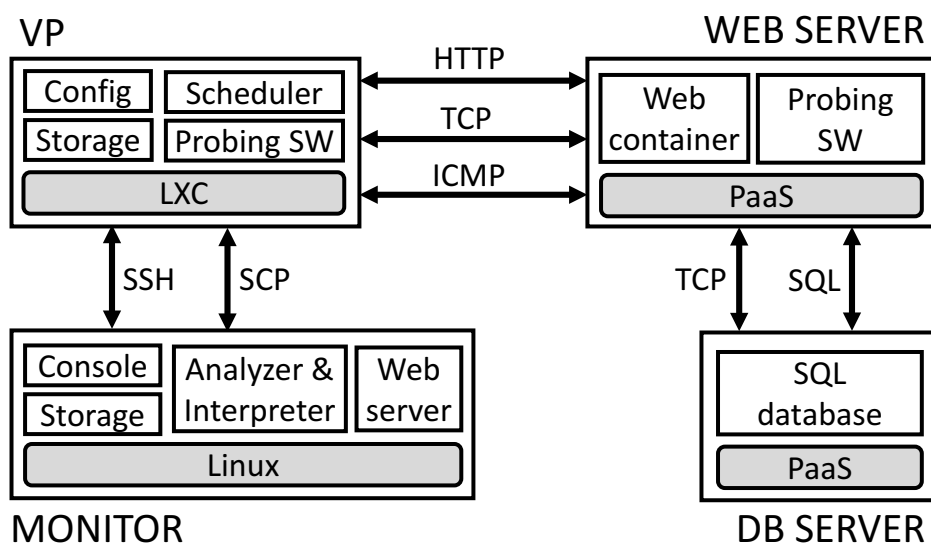 VP
WEB SERVER
Config
Scheduler
Storage
Probing SW
LXC
HTTP
TCP
ICMP
Web
container
Probing
SW
PaaS
SSH
SCP
TCP
SQL
Console
Storage
Analyzer &
Interpreter
Web
server
Linux
SQL
database
PaaS
MONITOR
DB SERVER